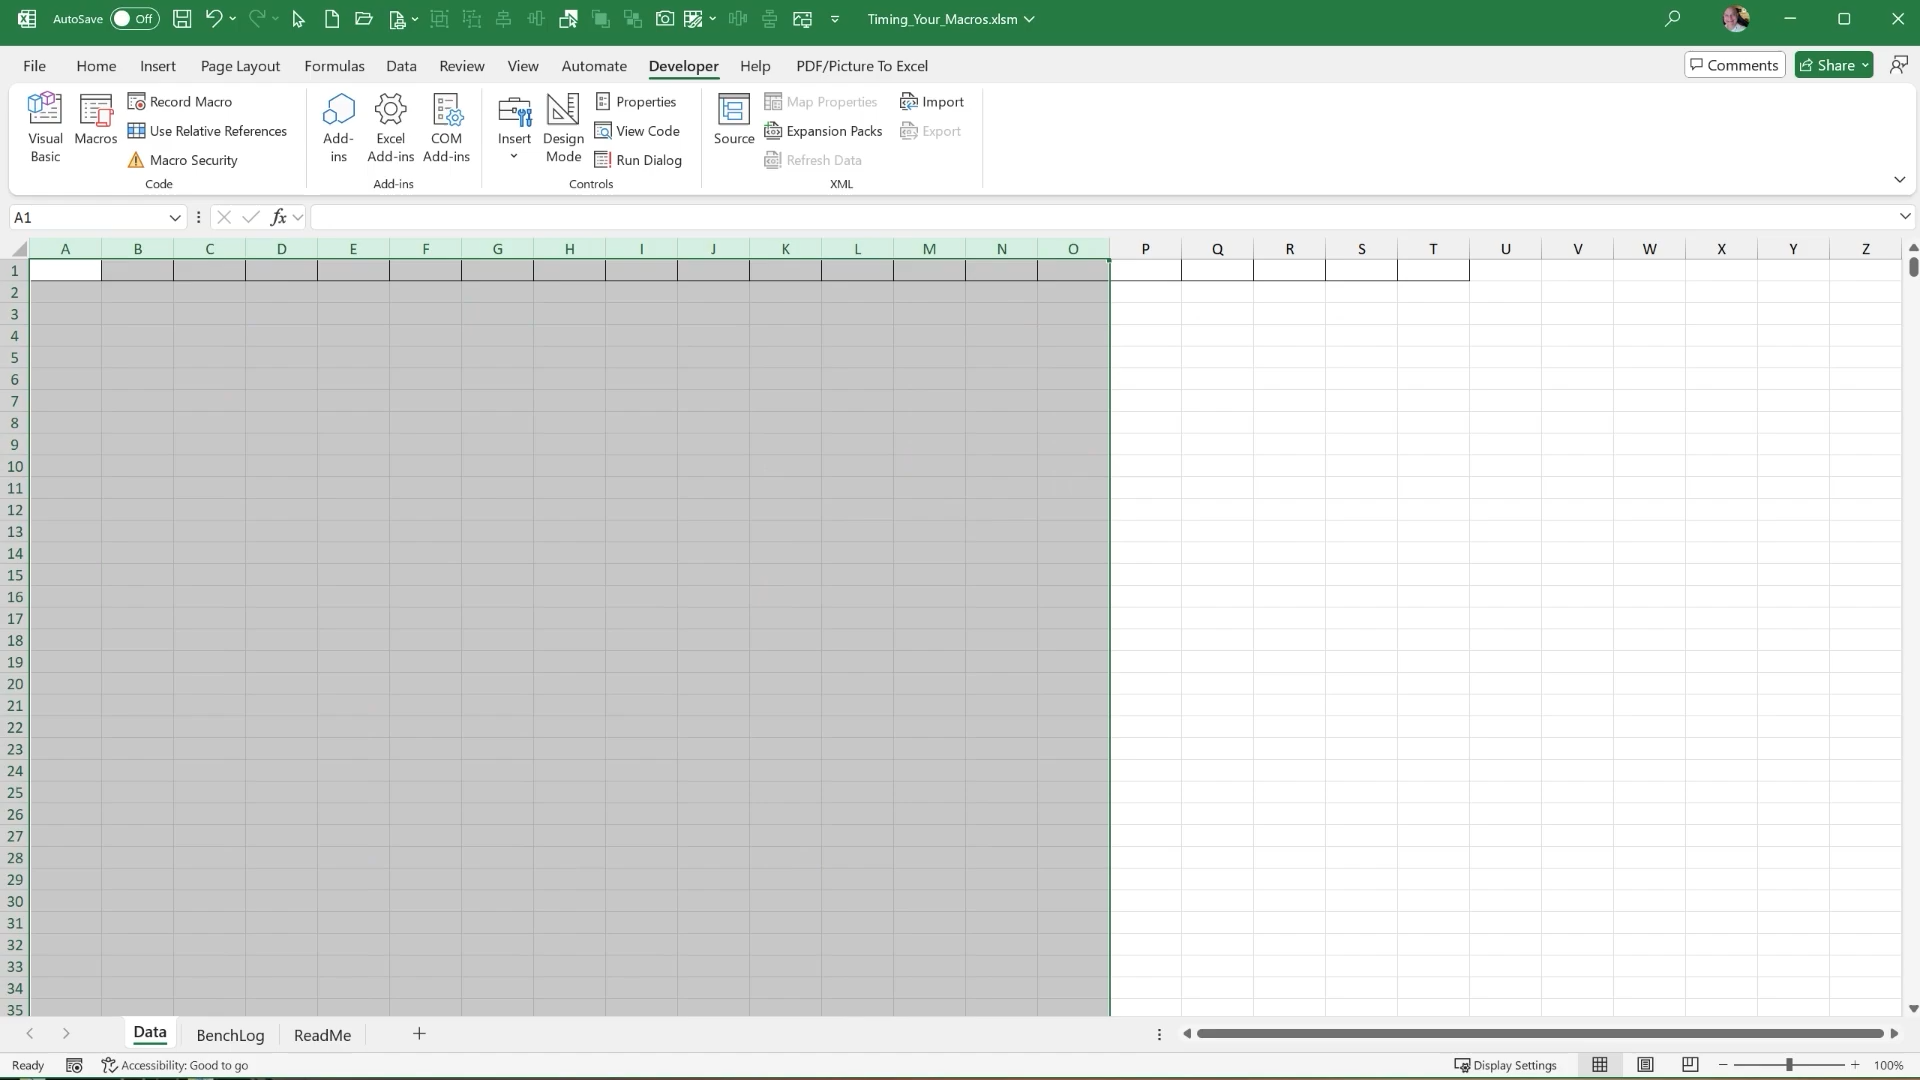 AutoSave Off Timing_Your_Macros.xlsm
File Home Insert Page Layout Formulas Data Review View Automate Developer Help PDF/Picture To Excel Comments Share
Visual Basic
Macros
Record Macro
Use Relative References
Macro Security
Code
Add-ins
Excel Add-ins
COM Add-ins
Add-ins
Insert
Design Mode
Properties
View Code
Run Dialog
Controls
Source
Map Properties
Expansion Packs
Refresh Data
Import
Export
XML
A1 fx
A B C D E F G H I J K L M N O P Q R S T U V W X Y Z
1
2
3
4
5
6
7
8
9
10
11
12
13
14
15
16
17
18
19
20
21
22
23
24
25
26
27
28
29
30
31
32
33
34
35
Data BenchLog ReadMe
Ready Accessibility: Good to go Display Settings 100%